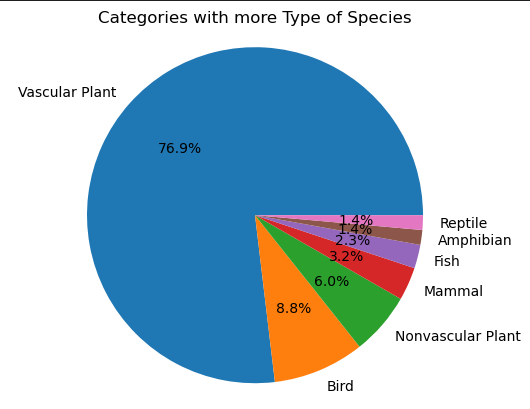 Categories with more Type of Species
Vascular Plant
76.9%
1.4%
Reptile
1.4%
Amphibian
2.3%
Fish
3.2%
Mammal
6.0%
8.8%
Nonvascular Plant
Bird